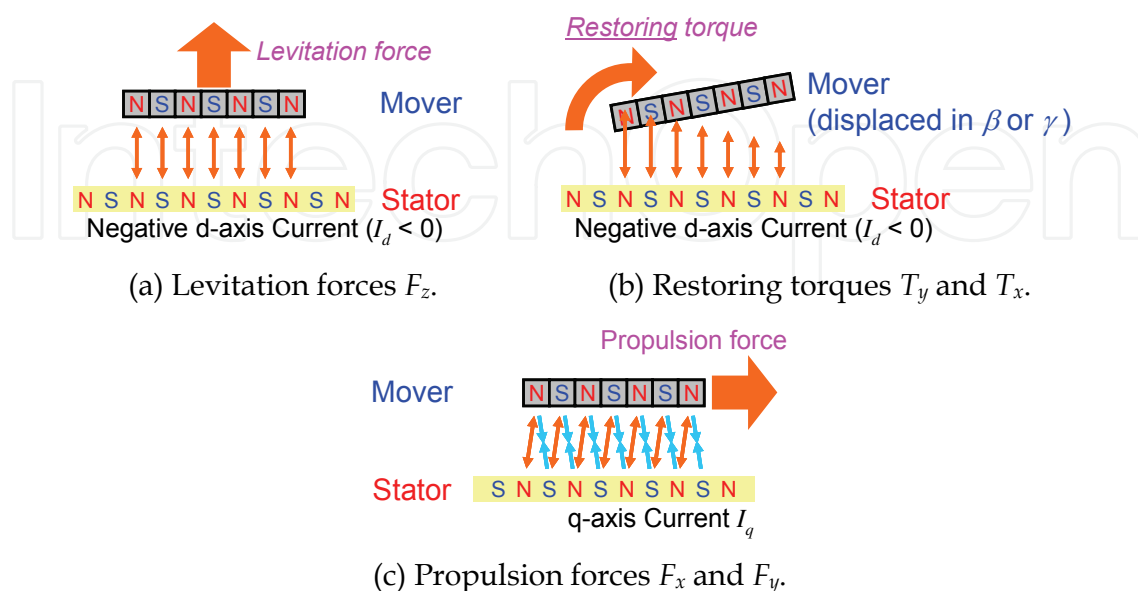 IntechOpen
Levitation force
N S N S N S N
Mover
N S N S N S N S N S N
Stator
Negative d-axis Current (I_d < 0)
(a) Levitation forces F_z.
Restoring torque
N S N S N S N
Mover
(displaced in β or γ )
N S N S N S N S N S N
Stator
Negative d-axis Current (I_d < 0)
(b) Restoring torques T_y and T_x.
Propulsion force
Mover
N S N S N S N
Stator
S N S N S N S N S N
q-axis Current I_q
(c) Propulsion forces F_x and F_y.